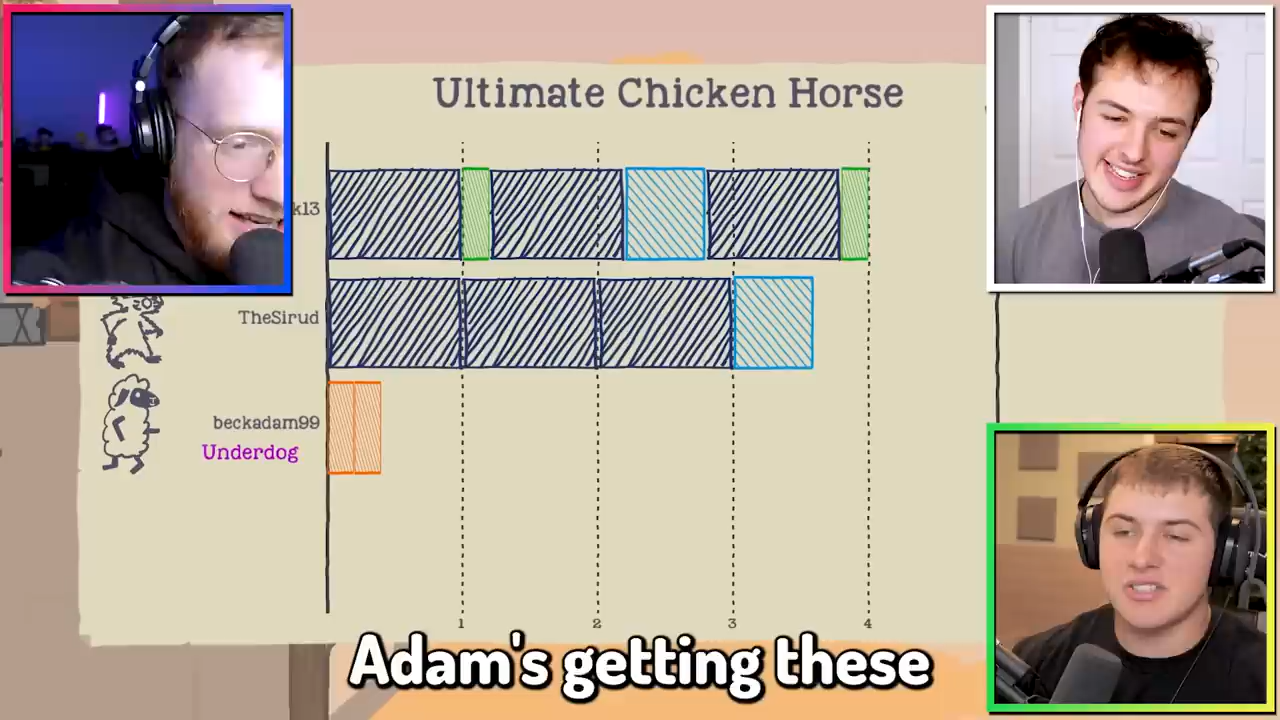 Ultimate Chicken Horse
k13
TheSirud
beckadam99
Underdog
1 2 3 4
Adam's getting these